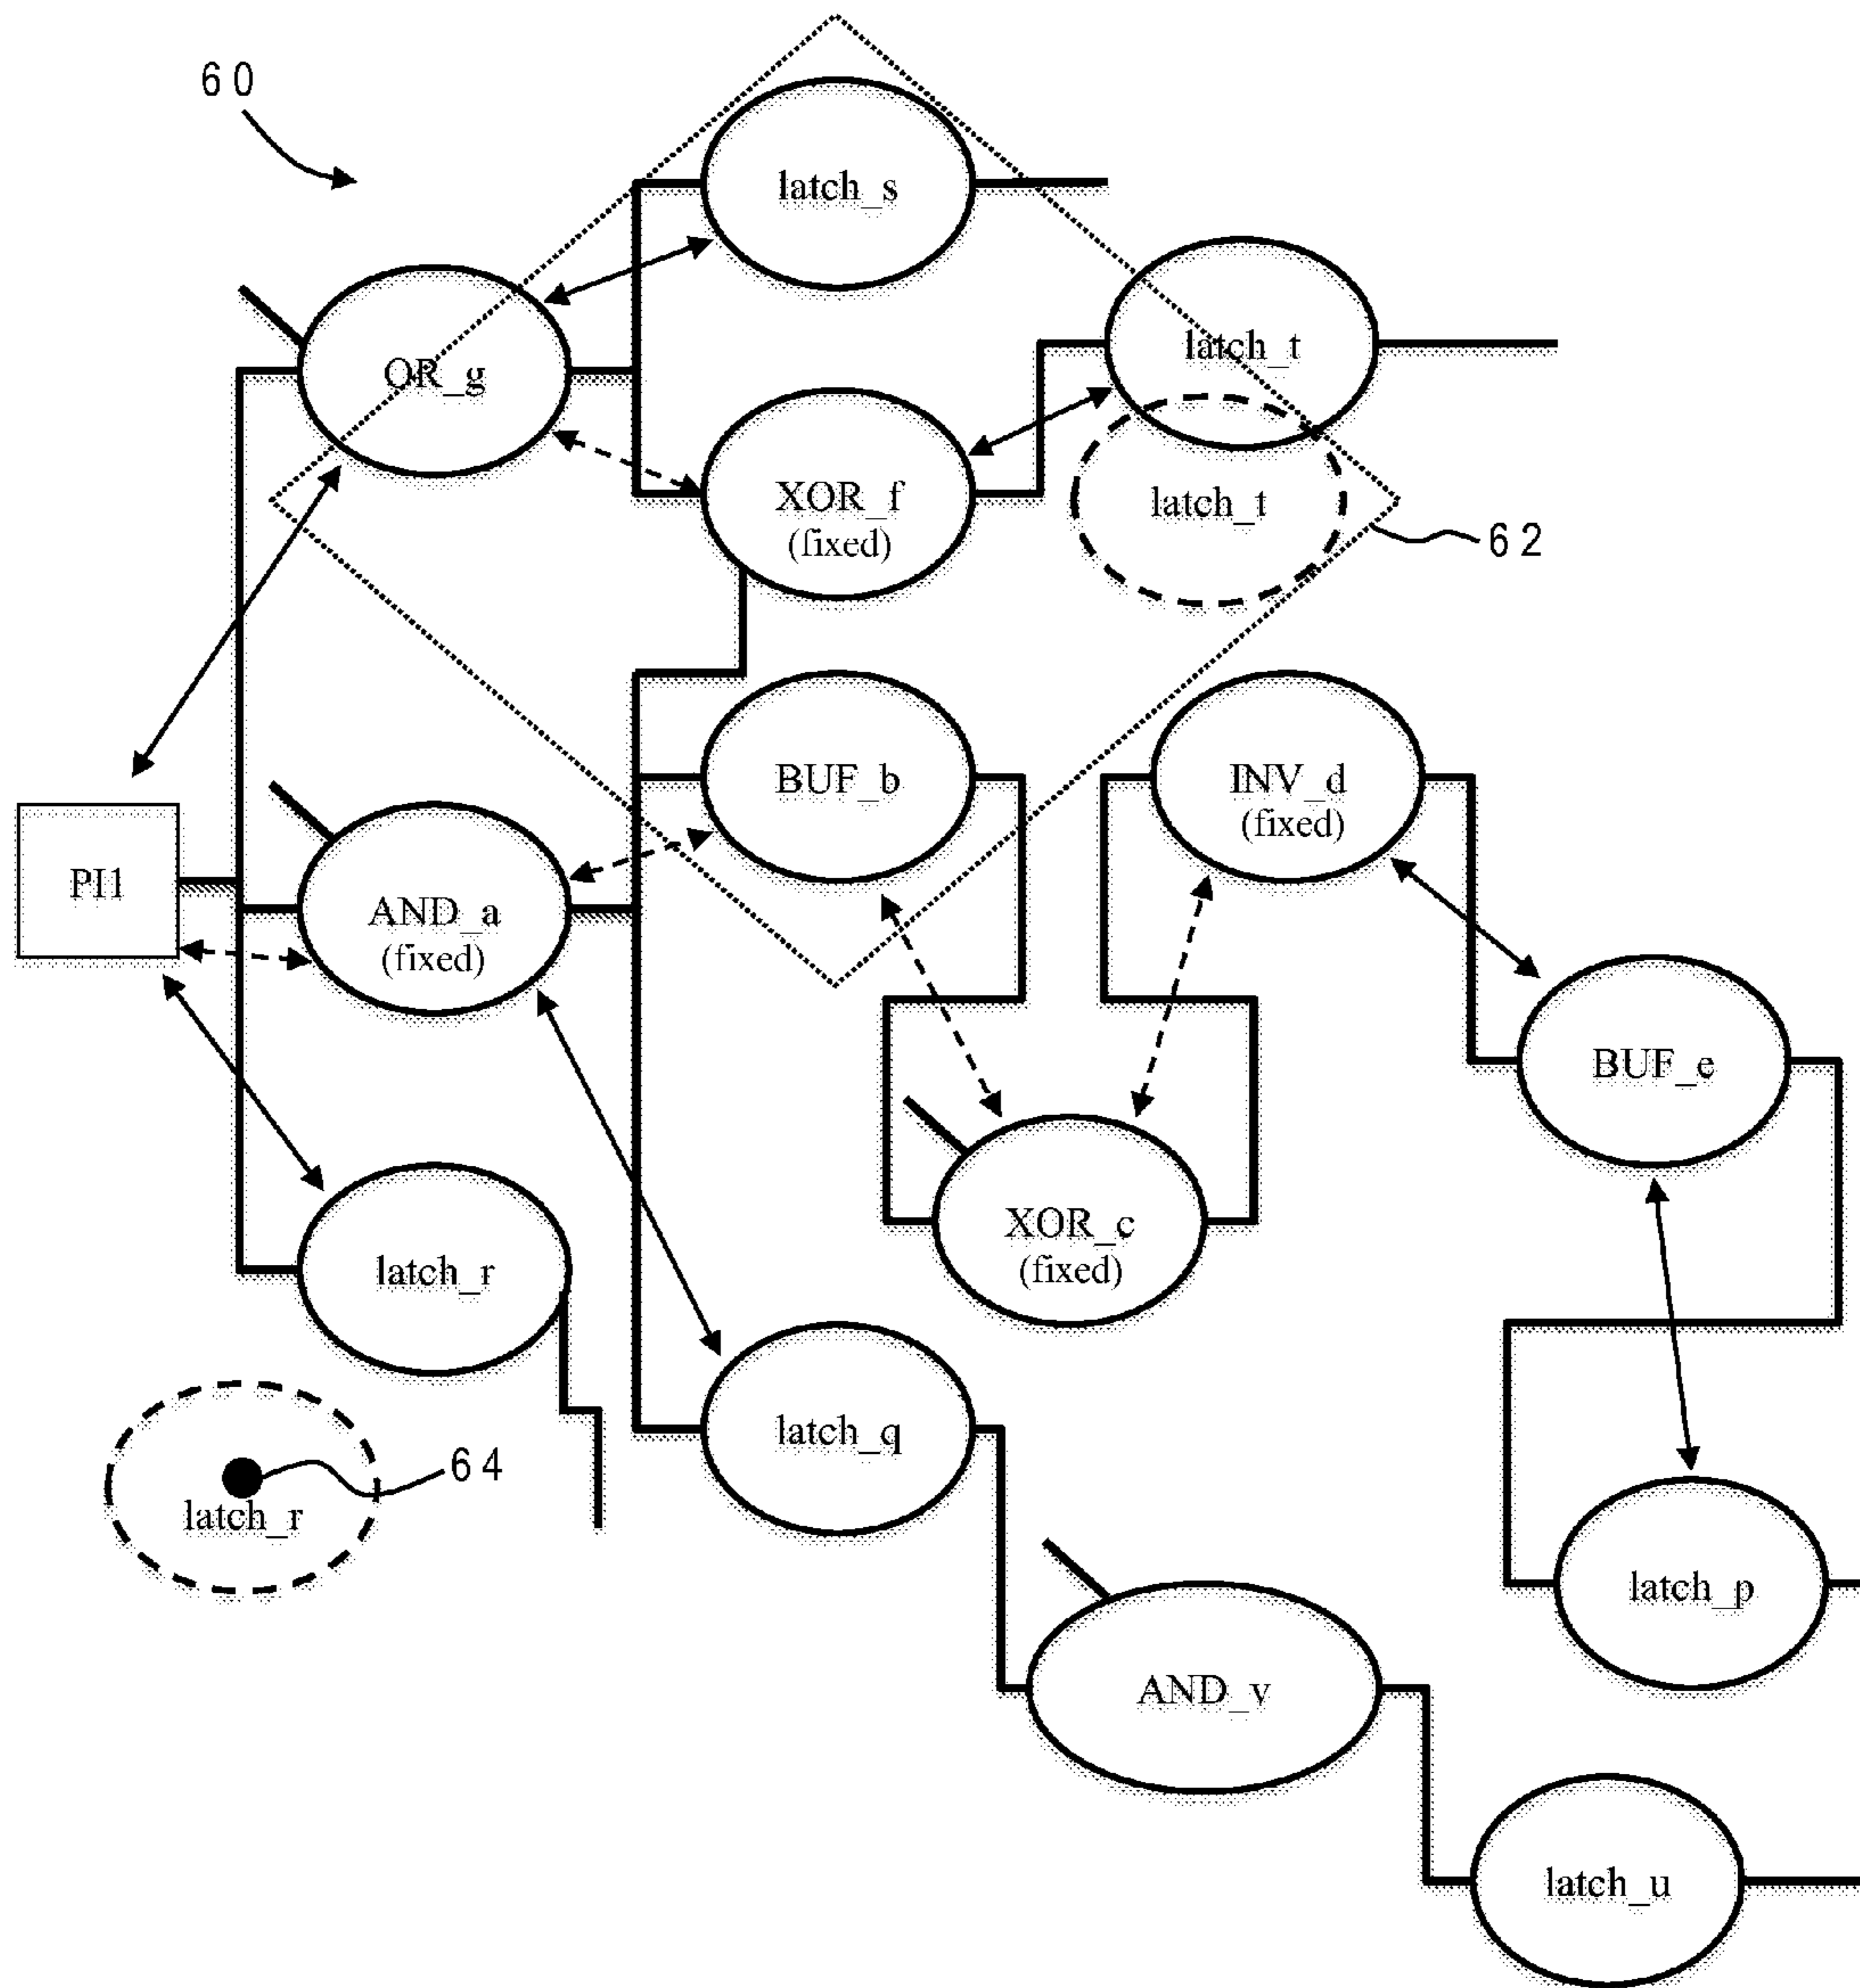 60
latch_s
OR_g
latch_t
XOR_f
(fixed)
latch_t
62
BUF_b
INV_d
(fixed)
PI1
AND_a
(fixed)
BUF_e
XOR_c
(fixed)
latch_r
latch_q
64
latch_r
latch_p
AND_v
latch_u